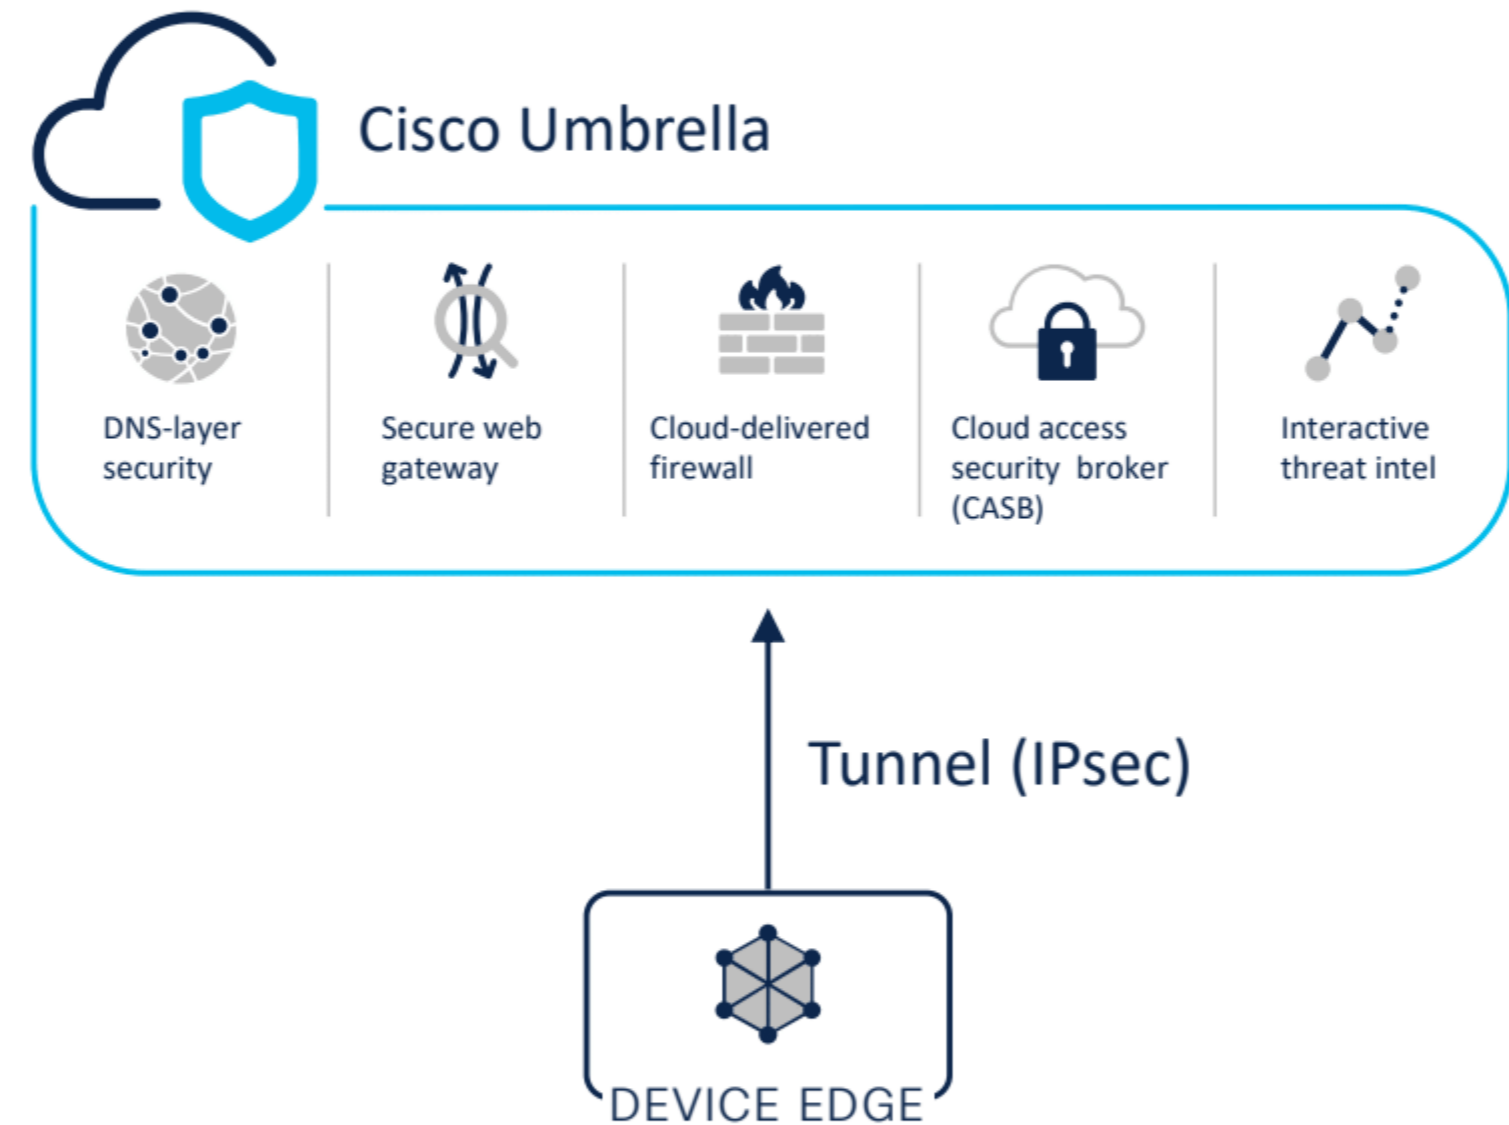 Cisco Umbrella
DNS-layer
security
Secure web
gateway
Cloud-delivered
firewall
Cloud access
security broker
(CASB)
Interactive
threat intel
Tunnel (IPsec)
DEVICE EDGE